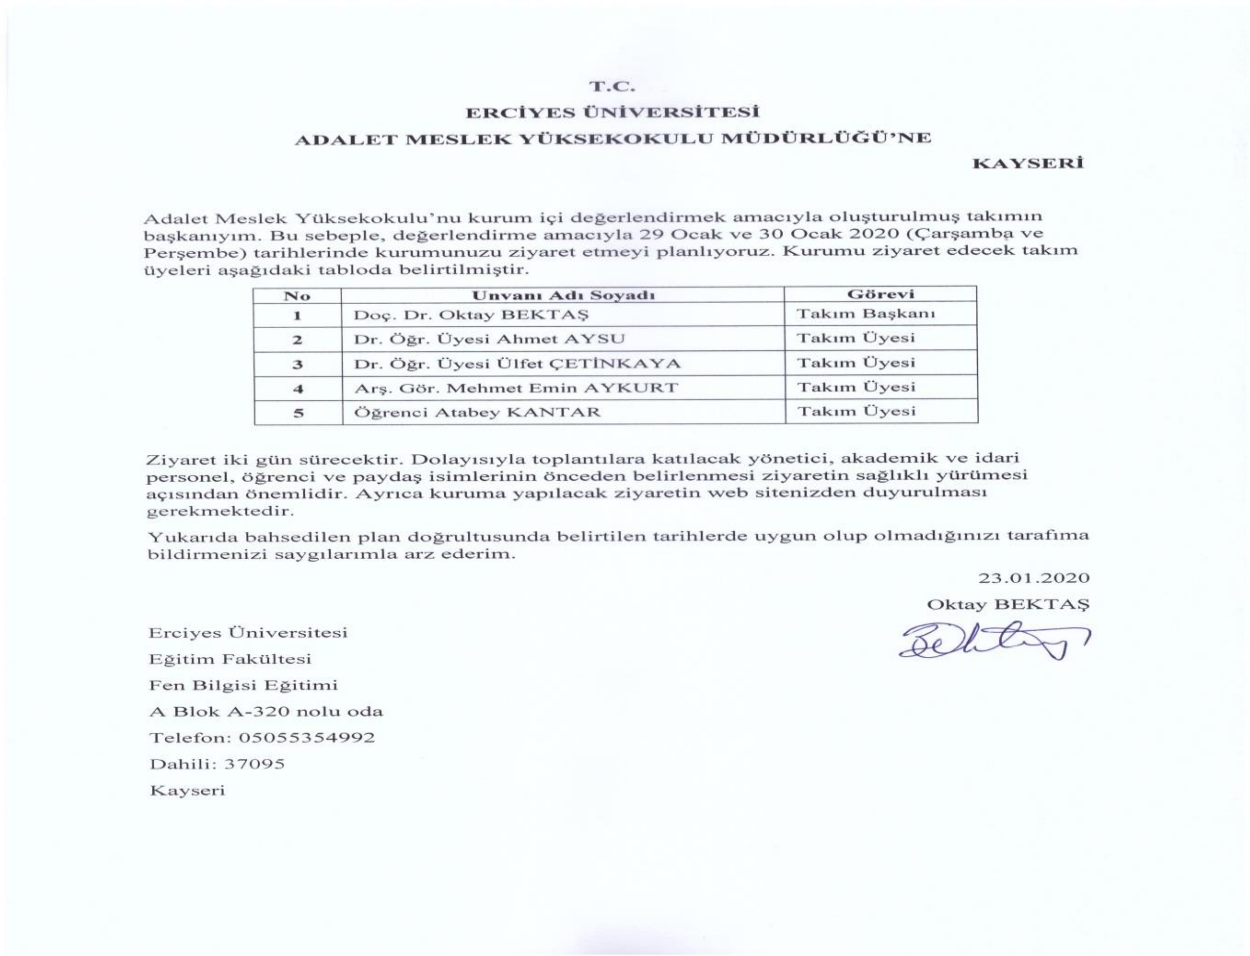 T.C.
ERCİYES ÜNİVERSİTESİ
ADALET MESLEK YÜKSEKOKULU MÜDÜRLÜĞÜ'NE
KAYSERİ
Adalet Meslek Yüksekokulu'nu kurum içi değerlendirmek amacıyla oluşturulmuş takımın
başkanıyım. Bu sebeple, değerlendirme amacıyla 29 Ocak ve 30 Ocak 2020 (Çarşamba ve
Perşembe) tarihlerinde kurumunuzu ziyaret etmeyi planlıyoruz. Kurumu ziyaret edecek takım
üyeleri aşağıdaki tabloda belirtilmiştir.
No Unvanı Adı Soyadı Görevi
1 Doç. Dr. Oktay BEKTAŞ Takım Başkanı
2 Dr. Öğr. Üyesi Ahmet AYSU Takım Üyesi
3 Dr. Öğr. Üyesi Ülfet ÇETİNKAYA Takım Üyesi
4 Arş. Gör. Mehmet Emin AYKURT Takım Üyesi
5 Öğrenci Atabey KANTAR Takım Üyesi
Ziyaret iki gün sürecektir. Dolayısıyla toplantılara katılacak yönetici, akademik ve idari
personel, öğrenci ve paydaş isimlerinin önceden belirlenmesi ziyaretin sağlıklı yürümesi
açısından önemlidir. Ayrıca kuruma yapılacak ziyaretin web sitenizden duyurulması
gerekmektedir.
Yukarıda bahsedilen plan doğrultusunda belirtilen tarihlerde uygun olup olmadığınızı tarafıma
bildirmenizi saygılarımla arz ederim.
23.01.2020
Oktay BEKTAŞ
Bektaş
Erciyes Üniversitesi
Eğitim Fakültesi
Fen Bilgisi Eğitimi
A Blok A-320 nolu oda
Telefon: 05055354992
Dahili: 37095
Kayseri